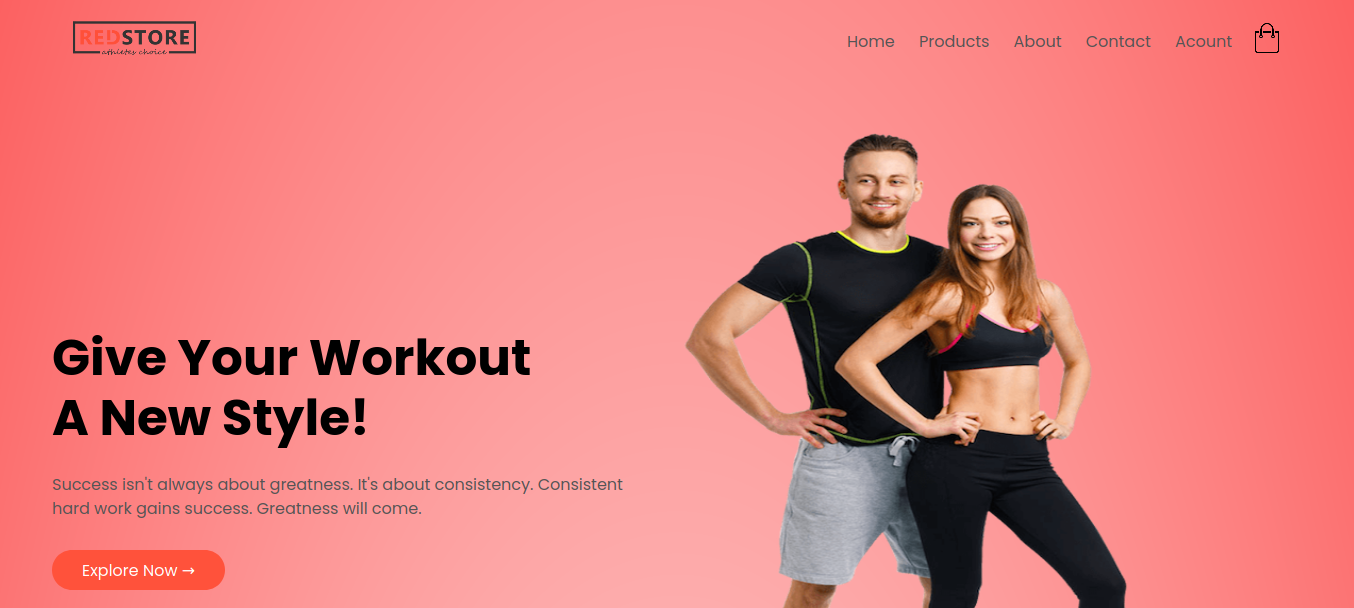 REDSTORE
athletes choice
Home Products About Contact Acount
Give Your Workout
A New Style!
Success isn't always about greatness. It's about consistency. Consistent
hard work gains success. Greatness will come.
Explore Now →